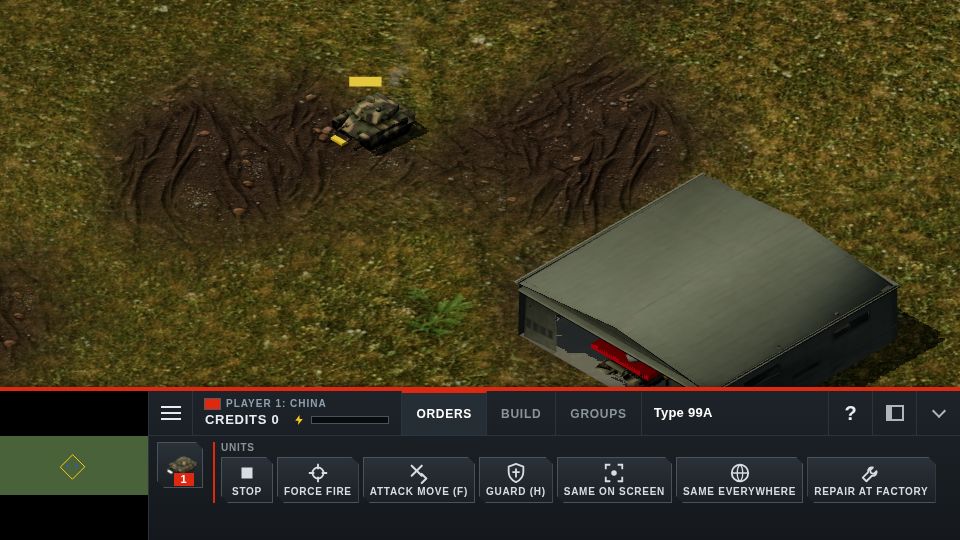 PLAYER 1: CHINA
CREDITS 0
ORDERS
BUILD
GROUPS
Type 99A
?
UNITS
1
STOP
FORCE FIRE
ATTACK MOVE (F)
GUARD (H)
SAME ON SCREEN
SAME EVERYWHERE
REPAIR AT FACTORY